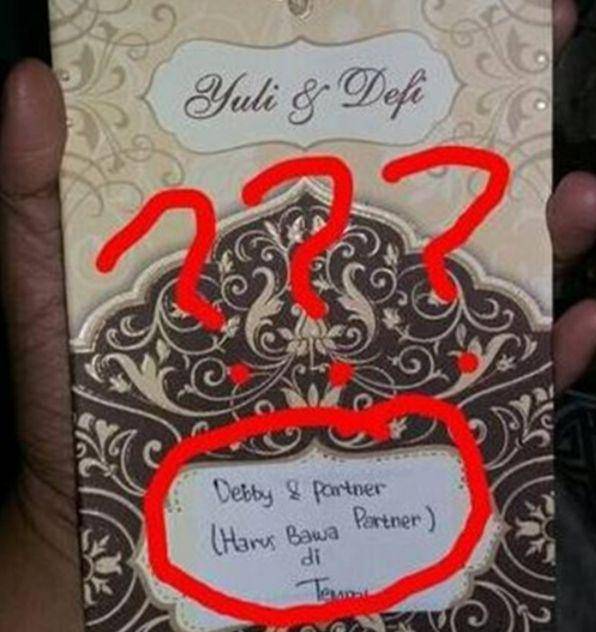 Yuli & Defi
???
Debby & Partner
(Harus Bawa Partner)
di